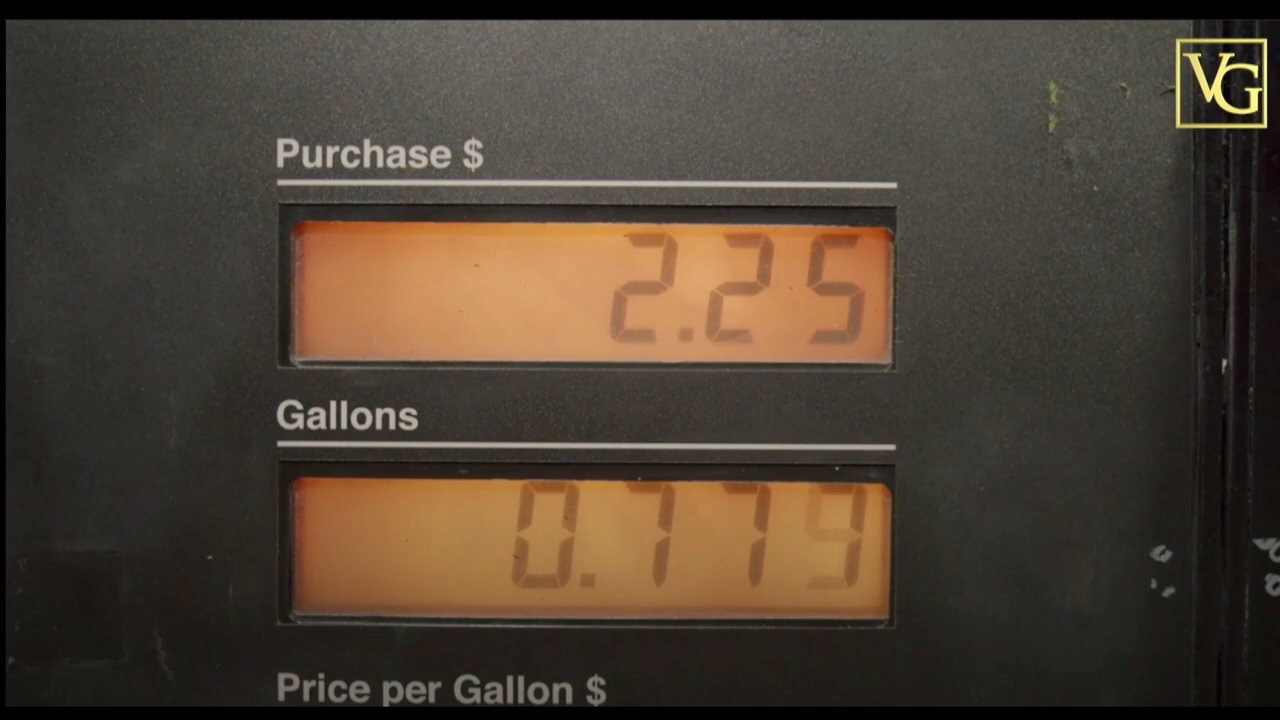 VG
Purchase $
2.25
Gallons
0.779
Price per Gallon $